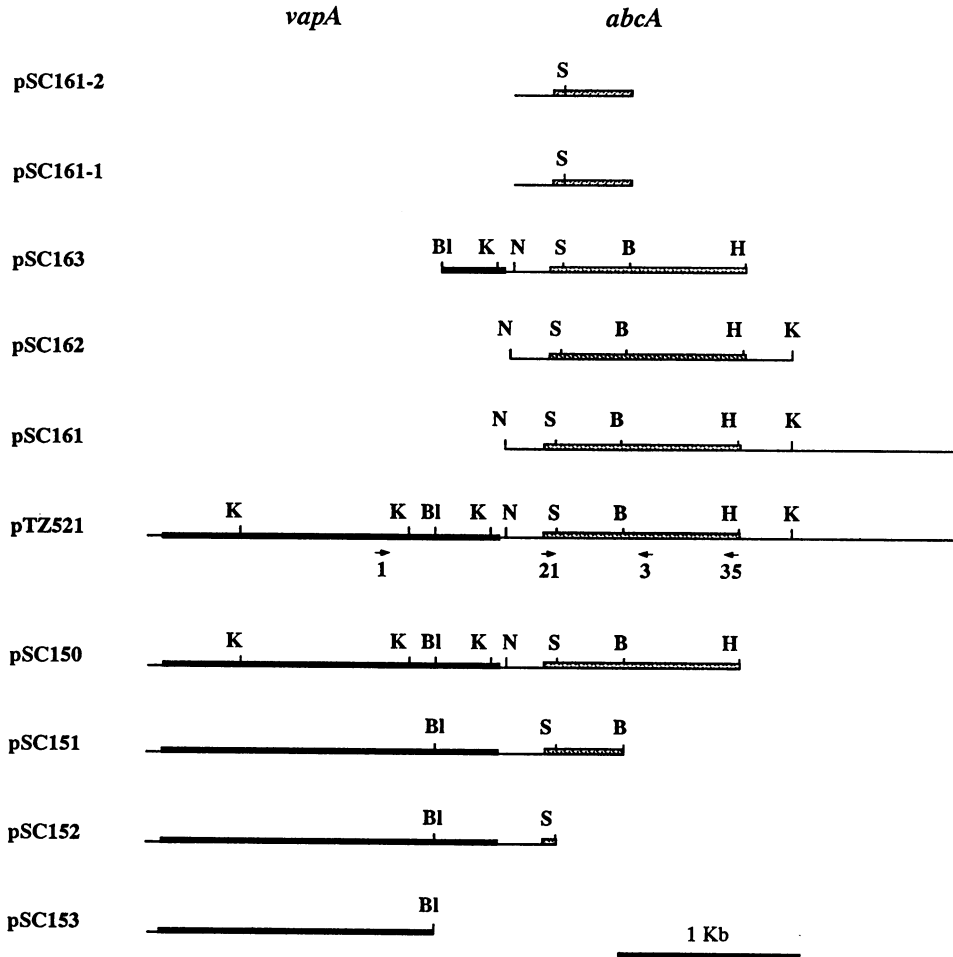 vapA abcA
pSC161-2 S
pSC161-1 S
pSC163 Bl K N S B H
pSC162 N S B H K
pSC161 N S B H K
pTZ521 K K Bl K N S B H K
1 21 3 35
pSC150 K K Bl K N S B H
pSC151 Bl S B
pSC152 Bl S
pSC153 Bl
1 Kb